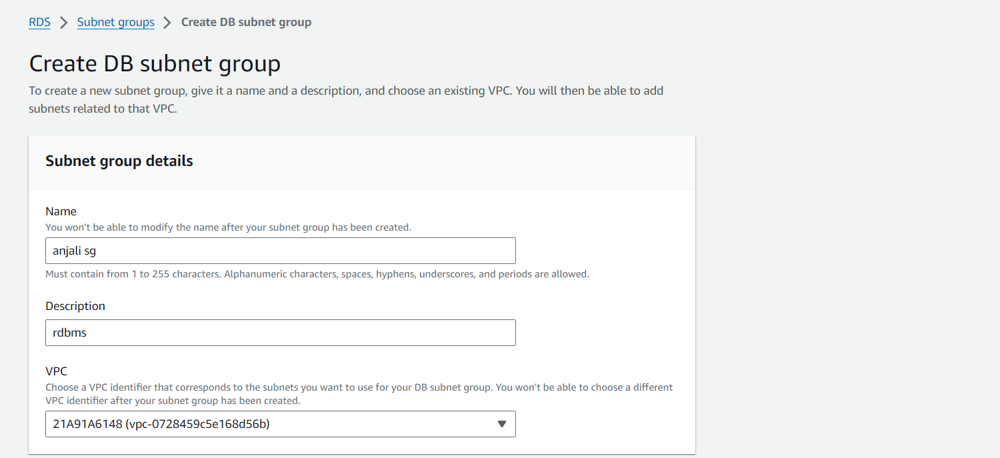 RDS > Subnet groups > Create DB subnet group
Create DB subnet group
To create a new subnet group, give it a name and a description, and choose an existing VPC. You will then be able to add
subnets related to that VPC.
Subnet group details
Name
You won't be able to modify the name after your subnet group has been created.
anjali sg
Must contain from 1 to 255 characters. Alphanumeric characters, spaces, hyphens, underscores, and periods are allowed.
Description
rdbms
VPC
Choose a VPC identifier that corresponds to the subnets you want to use for your DB subnet group. You won't be able to choose a different
VPC identifier after your subnet group has been created.
21A91A6148 (vpc-0728459c5e168d56b)